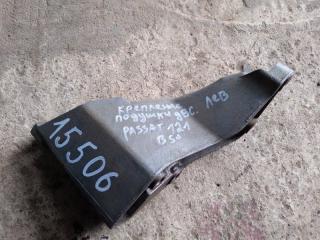 15506
крепление
подушки двс. лев
PASSAT 1.21
B5+